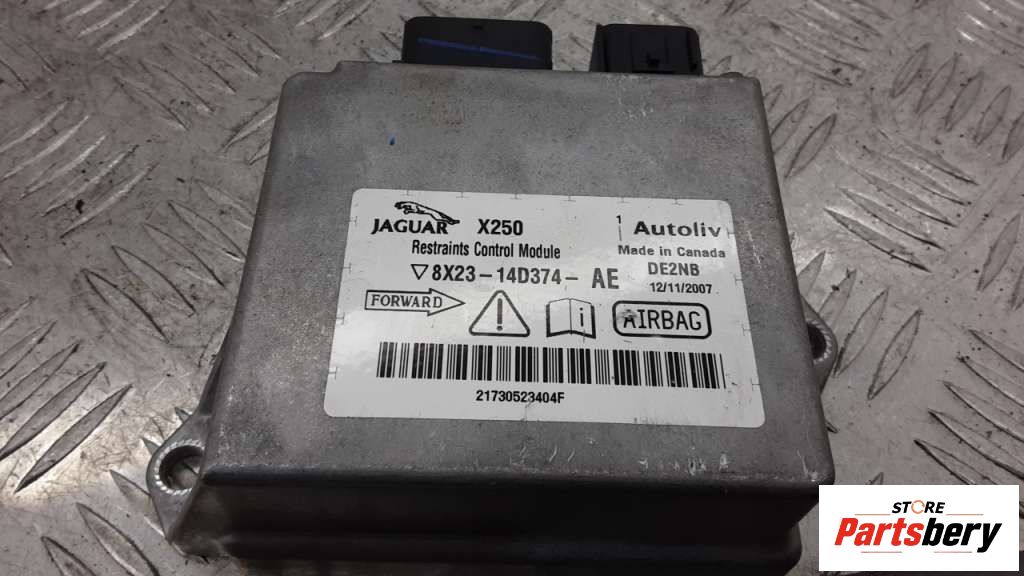 JAGUAR X250
Restraints Control Module
8X23-14D374-AE
FORWARD
1
Autoliv
Made in Canada
DE2NB
12/11/2007
i
AIRBAG
21730523404F
STORE
Partsbery